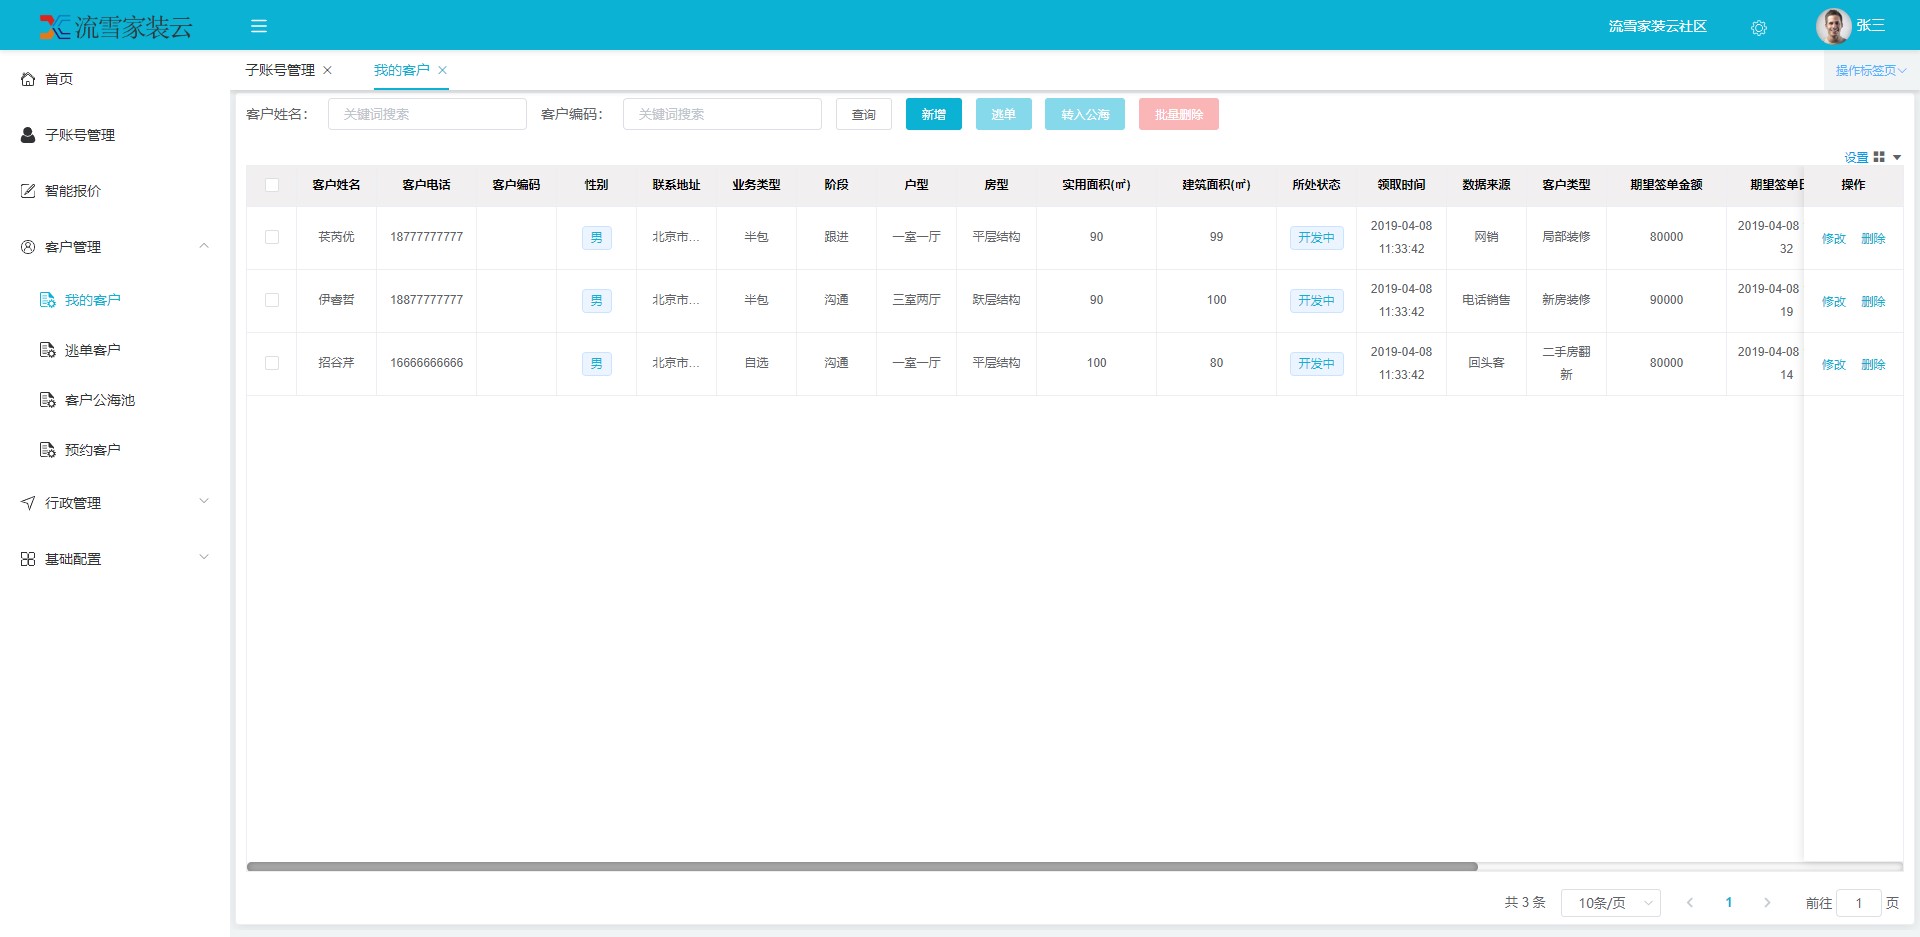 流雪家装云
流雪家装云社区
张三
首页
子账号管理
智能报价
客户管理
我的客户
逃单客户
客户公海池
预约客户
行政管理
基础配置
子账号管理 × 我的客户 ×
操作标签页
客户姓名: 关键词搜索 客户编码: 关键词搜索 查询 新增 逃单 转入公海 批量删除
设置
客户姓名 客户电话 客户编码 性别 联系地址 业务类型 阶段 户型 房型 实用面积(㎡) 建筑面积(㎡) 所处状态 领取时间 数据来源 客户类型 期望签单金额 期望签单日 操作
苌芮优 18777777777 男 北京市... 半包 跟进 一室一厅 平层结构 90 99 开发中 2019-04-08 11:33:42 网销 局部装修 80000 2019-04-08 32 修改 删除
伊睿哲 18877777777 男 北京市... 半包 沟通 三室两厅 跃层结构 90 100 开发中 2019-04-08 11:33:42 电话销售 新房装修 90000 2019-04-08 19 修改 删除
招谷芹 16666666666 男 北京市... 自选 沟通 一室一厅 平层结构 100 80 开发中 2019-04-08 11:33:42 回头客 二手房翻新 80000 2019-04-08 14 修改 删除
共 3 条 10条/页 1 前往 1 页